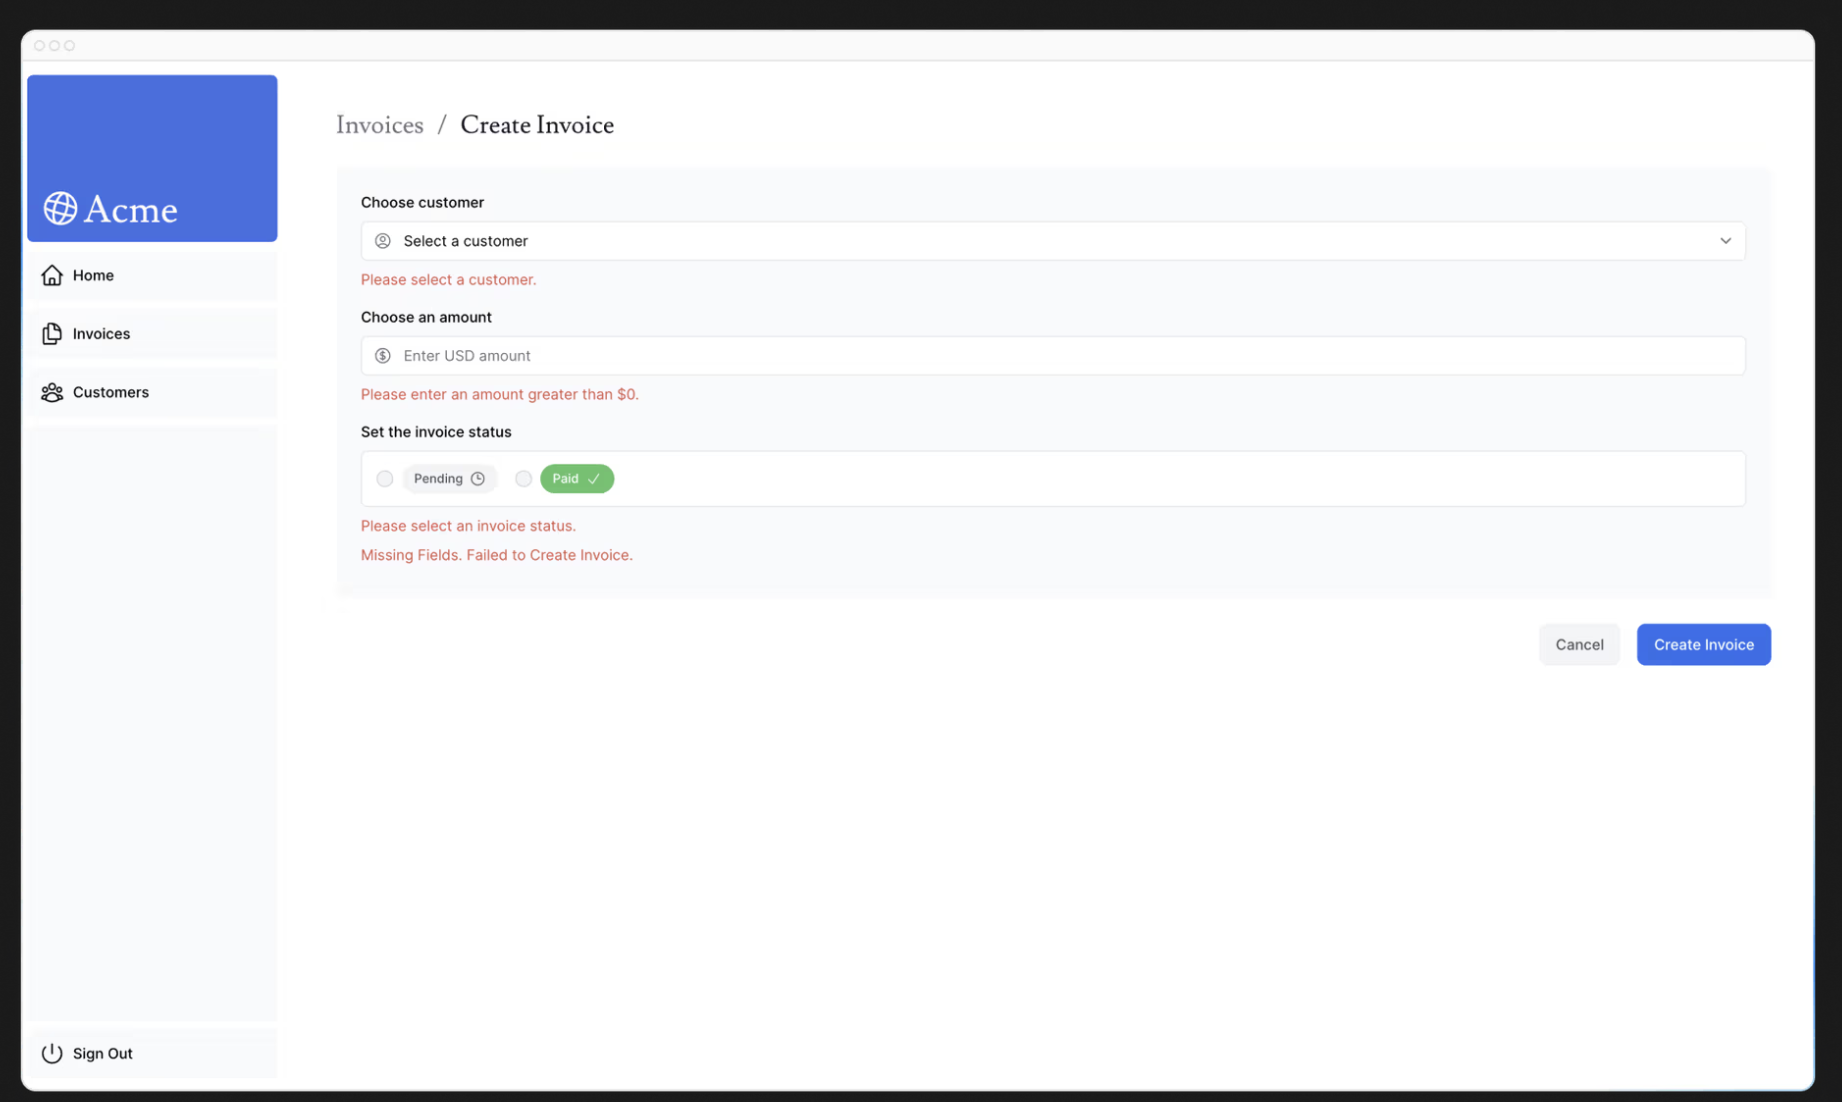 Acme
Home
Invoices
Customers
Sign Out
Invoices / Create Invoice
Choose customer
Select a customer
Please select a customer.
Choose an amount
Enter USD amount
Please enter an amount greater than $0.
Set the invoice status
Pending Paid
Please select an invoice status.
Missing Fields. Failed to Create Invoice.
Cancel Create Invoice